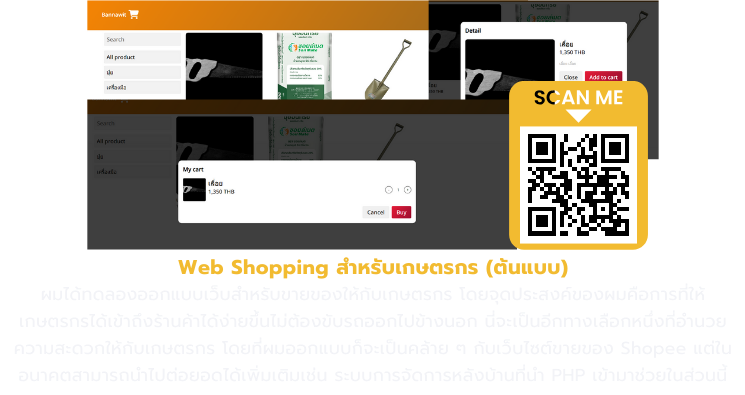 Bannawit
Search
All product
ปุ๋ย
เครื่องมือ
Detail
เลื่อย
1,350 THB
Close
Add to cart
Search
All product
ปุ๋ย
เครื่องมือ
My cart
เลื่อย
1,350 THB
1
Cancel
Buy
SCAN ME
Web Shopping สำหรับเกษตรกร (ต้นแบบ)
ผมได้ทดลองออกแบบเว็บสำหรับขายของให้กับเกษตรกร โดยจุดประสงค์ของผมคือการที่ให้
เกษตรกรได้เข้าถึงร้านค้าได้ง่ายขึ้นไม่ต้องขับรถออกไปข้างนอก นี่จะเป็นอีกทางเลือกหนึ่งที่อำนวย
ความสะดวกให้กับเกษตรกร โดยที่ผมออกแบบก็จะเป็นคล้าย ๆ กับเว็บไซต์ขายของ Shopee แต่ใน
อนาคตสามารถนำไปต่อยอดได้เพิ่มเติมเช่น ระบบการจัดการหลังบ้านที่นำ PHP เข้ามาช่วยในส่วนนี้